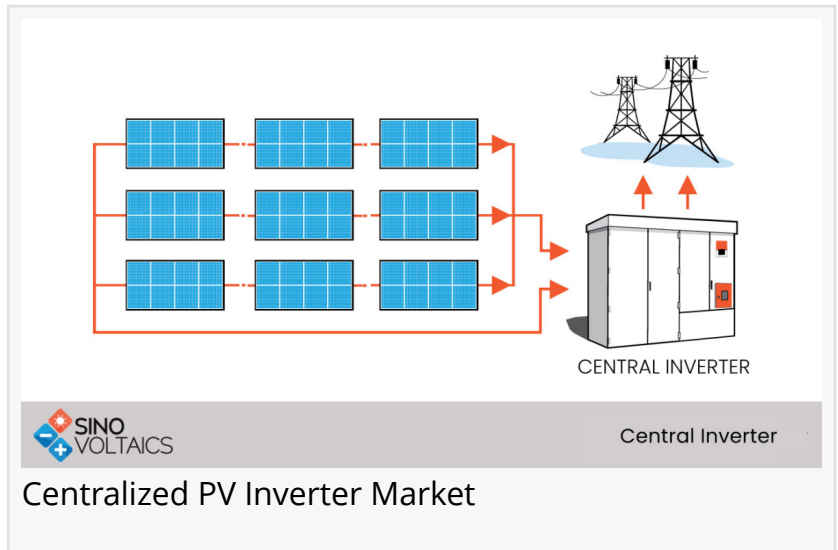 CENTRAL INVERTER
SINO
VOLTAICS
Central Inverter
Centralized PV Inverter Market